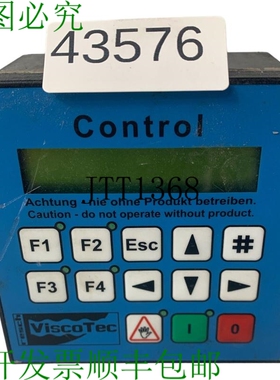 图必究
43576
Control
JTT1368
Achtung - nie ohne Produkt betreiben.
Caution - do not operate without product.
F1 F2 Esc ▲ #
F3 F4 ◄ ▼ ►
ViscoTec I 0
开发票顺丰包邮